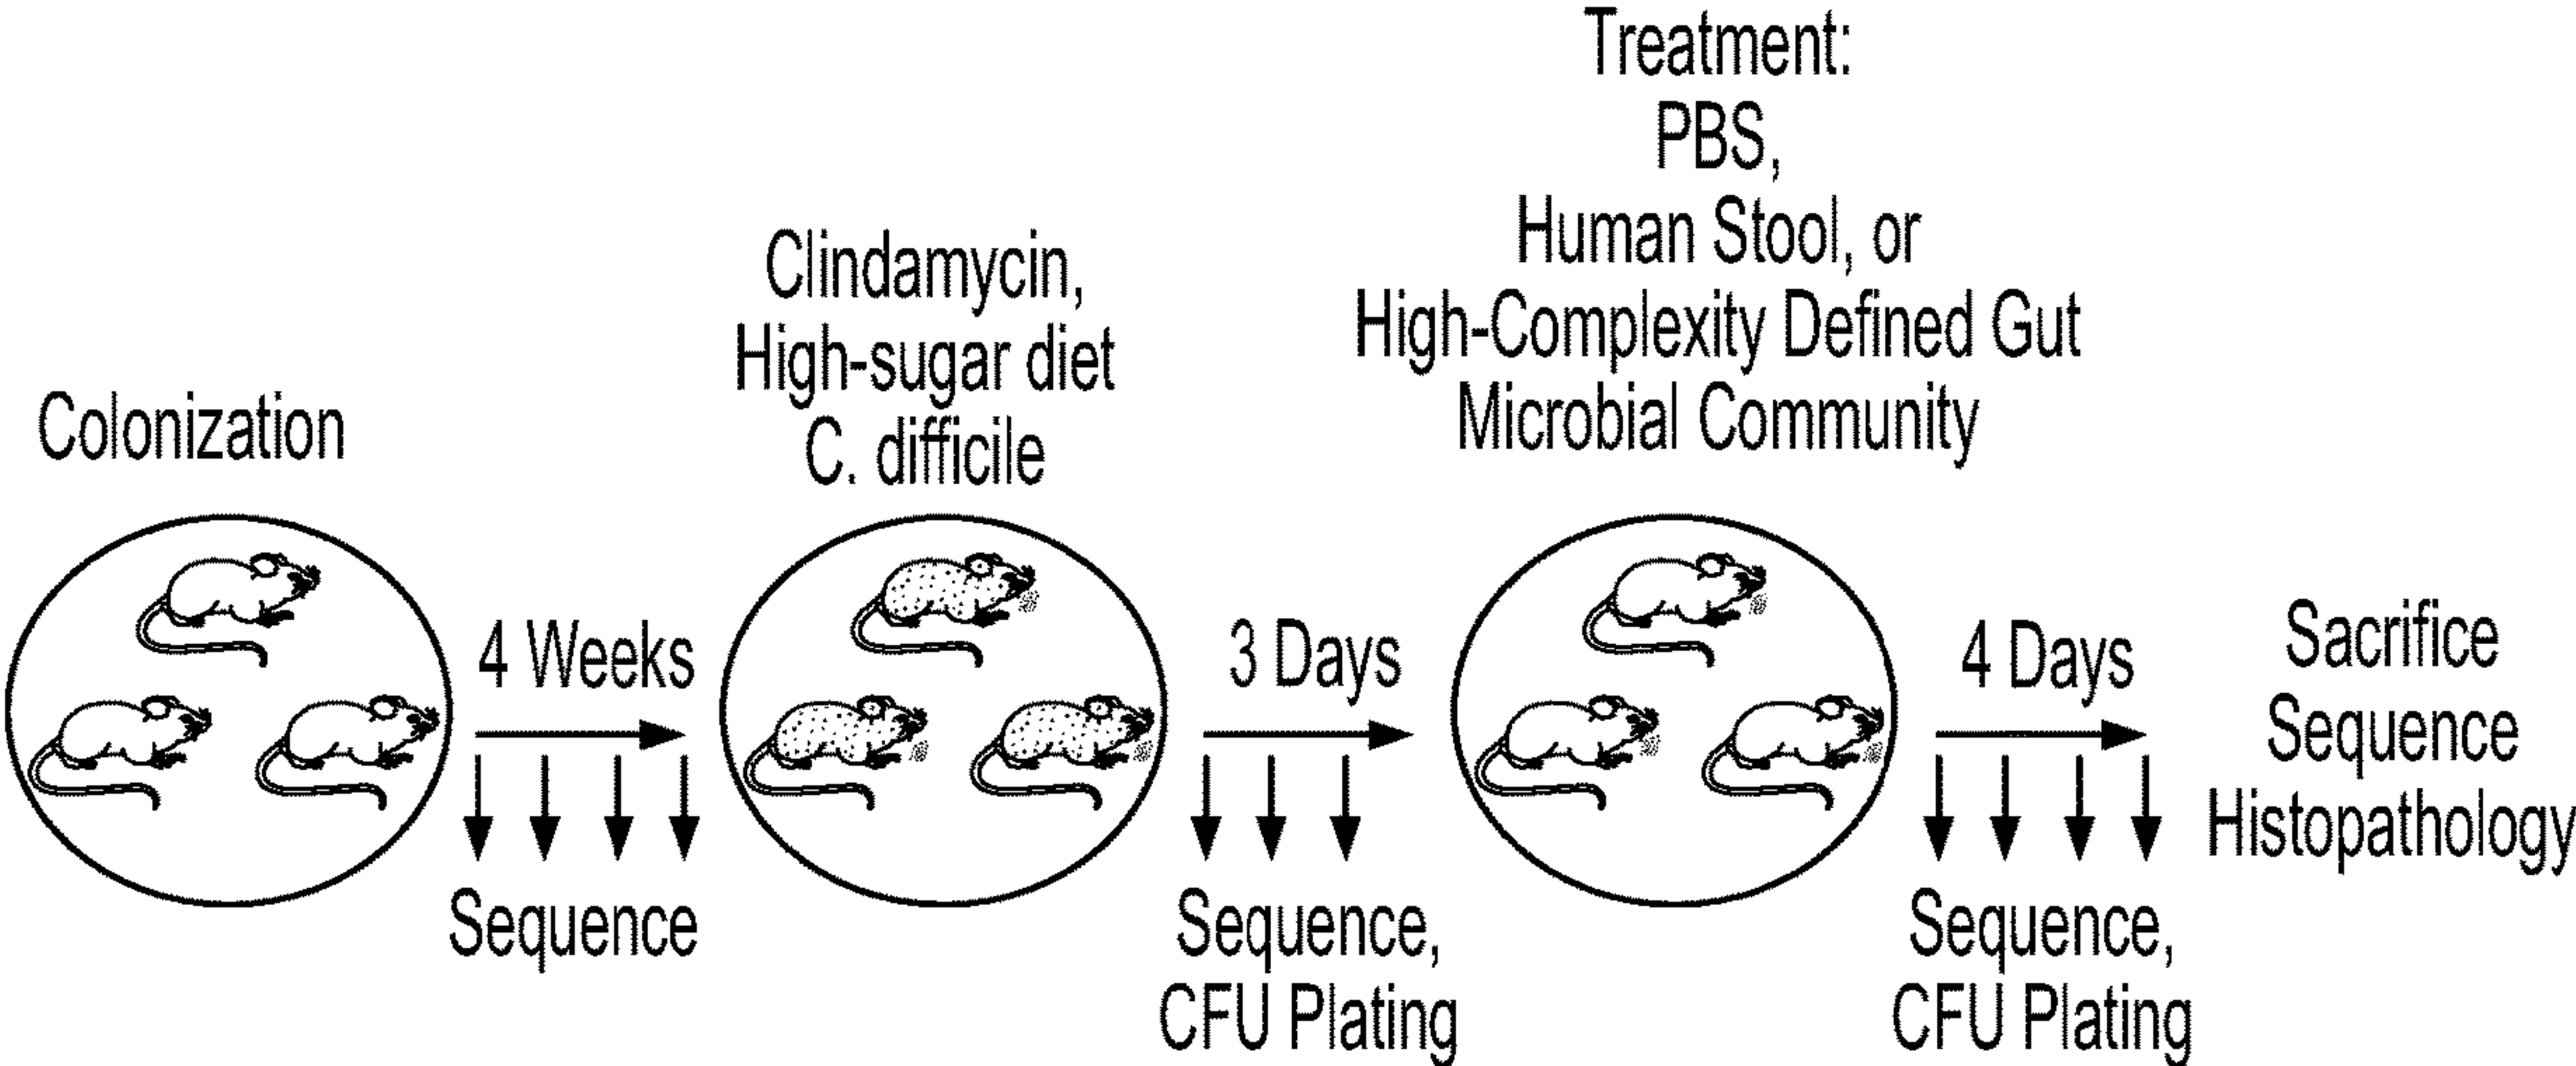 Colonization
4 Weeks
Sequence
Clindamycin,
High-sugar diet
C. difficile
3 Days
Sequence,
CFU Plating
Treatment:
PBS,
Human Stool, or
High-Complexity Defined Gut
Microbial Community
4 Days
Sequence,
CFU Plating
Sacrifice
Sequence
Histopathology